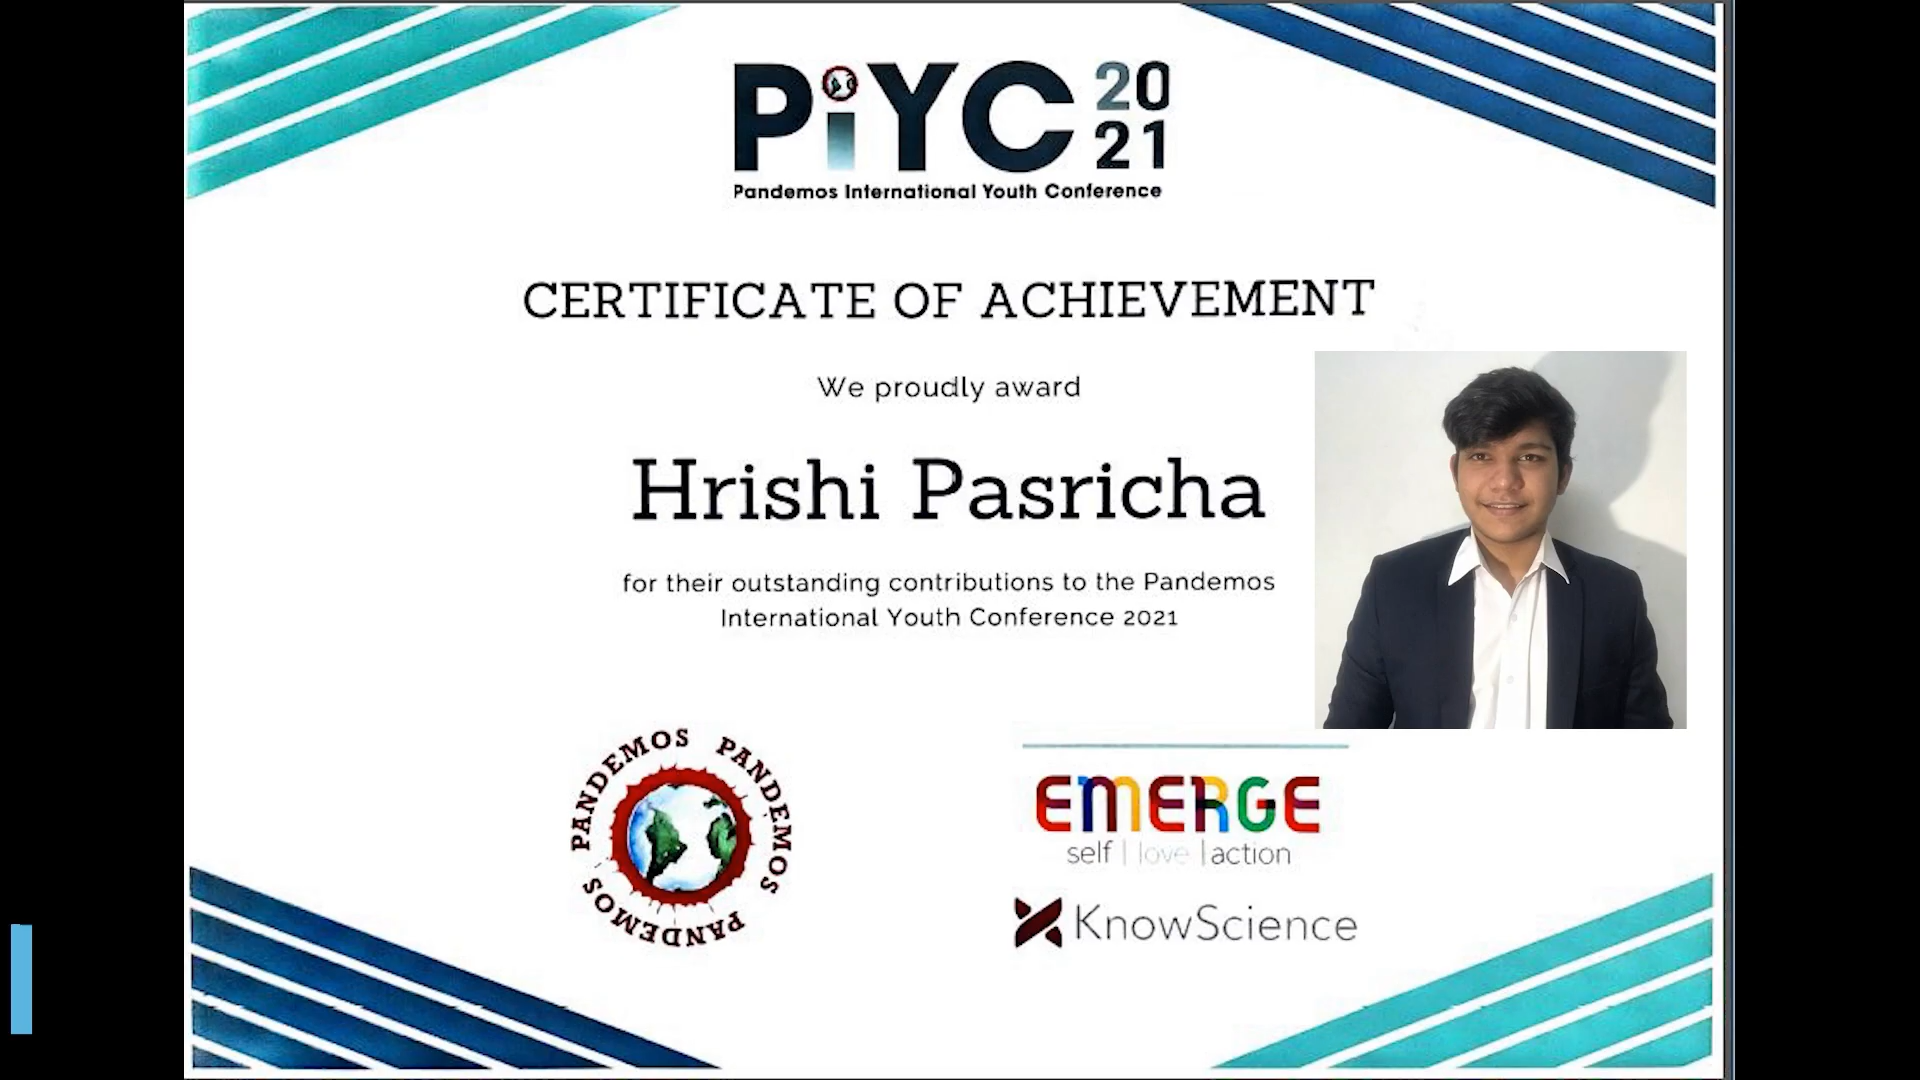 PiYC 20
21
Pandemos International Youth Conference
CERTIFICATE OF ACHIEVEMENT
We proudly award
Hrishi Pasricha
for their outstanding contributions to the Pandemos
International Youth Conference 2021
PANDEMOS PANDEMOS PANDEMOS
EMERGE
self | love | action
KnowScience